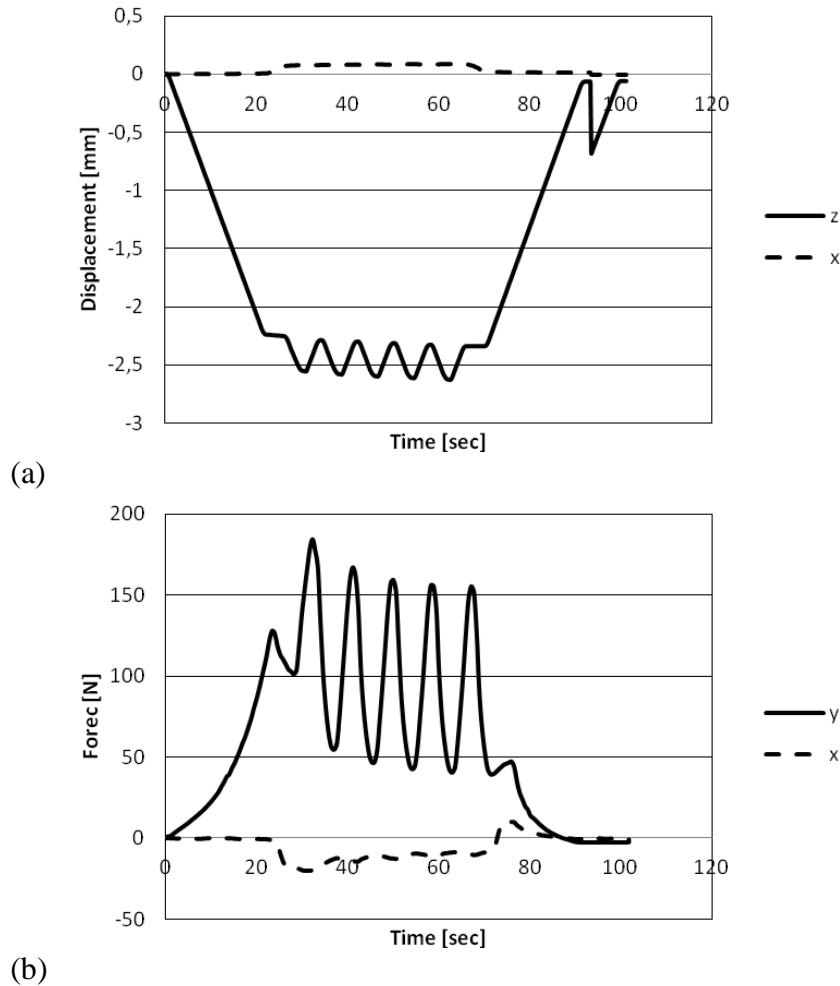 0,5
0
-0,5
-1
-1,5
-2
-2,5
-3
0 20 40 60 80 100 120
Displacement [mm]
Time [sec]
z
x
(a)
200
150
100
50
0
-50
0 20 40 60 80 100 120
Forec [N]
Time [sec]
y
x
(b)